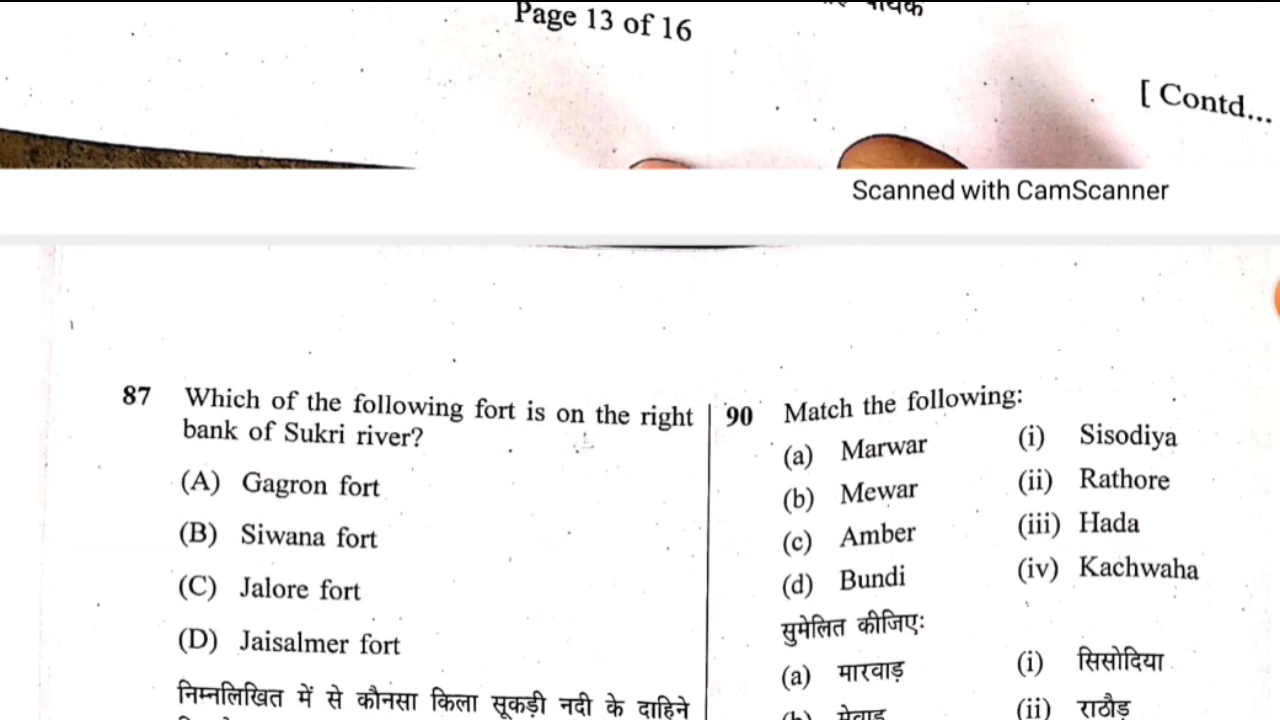 Page 13 of 16
[ Contd...
Scanned with CamScanner
87 Which of the following fort is on the right
bank of Sukri river?
(A) Gagron fort
(B) Siwana fort
(C) Jalore fort
(D) Jaisalmer fort
निम्नलिखित में से कौनसा किला सूकड़ी नदी के दाहिने
90 Match the following:
(a) Marwar (i) Sisodiya
(b) Mewar (ii) Rathore
(c) Amber (iii) Hada
(d) Bundi (iv) Kachwaha
सुमेलित कीजिए:
(a) मारवाड़ (i) सिसोदिया
(b) मेवाड़ (ii) राठौड़